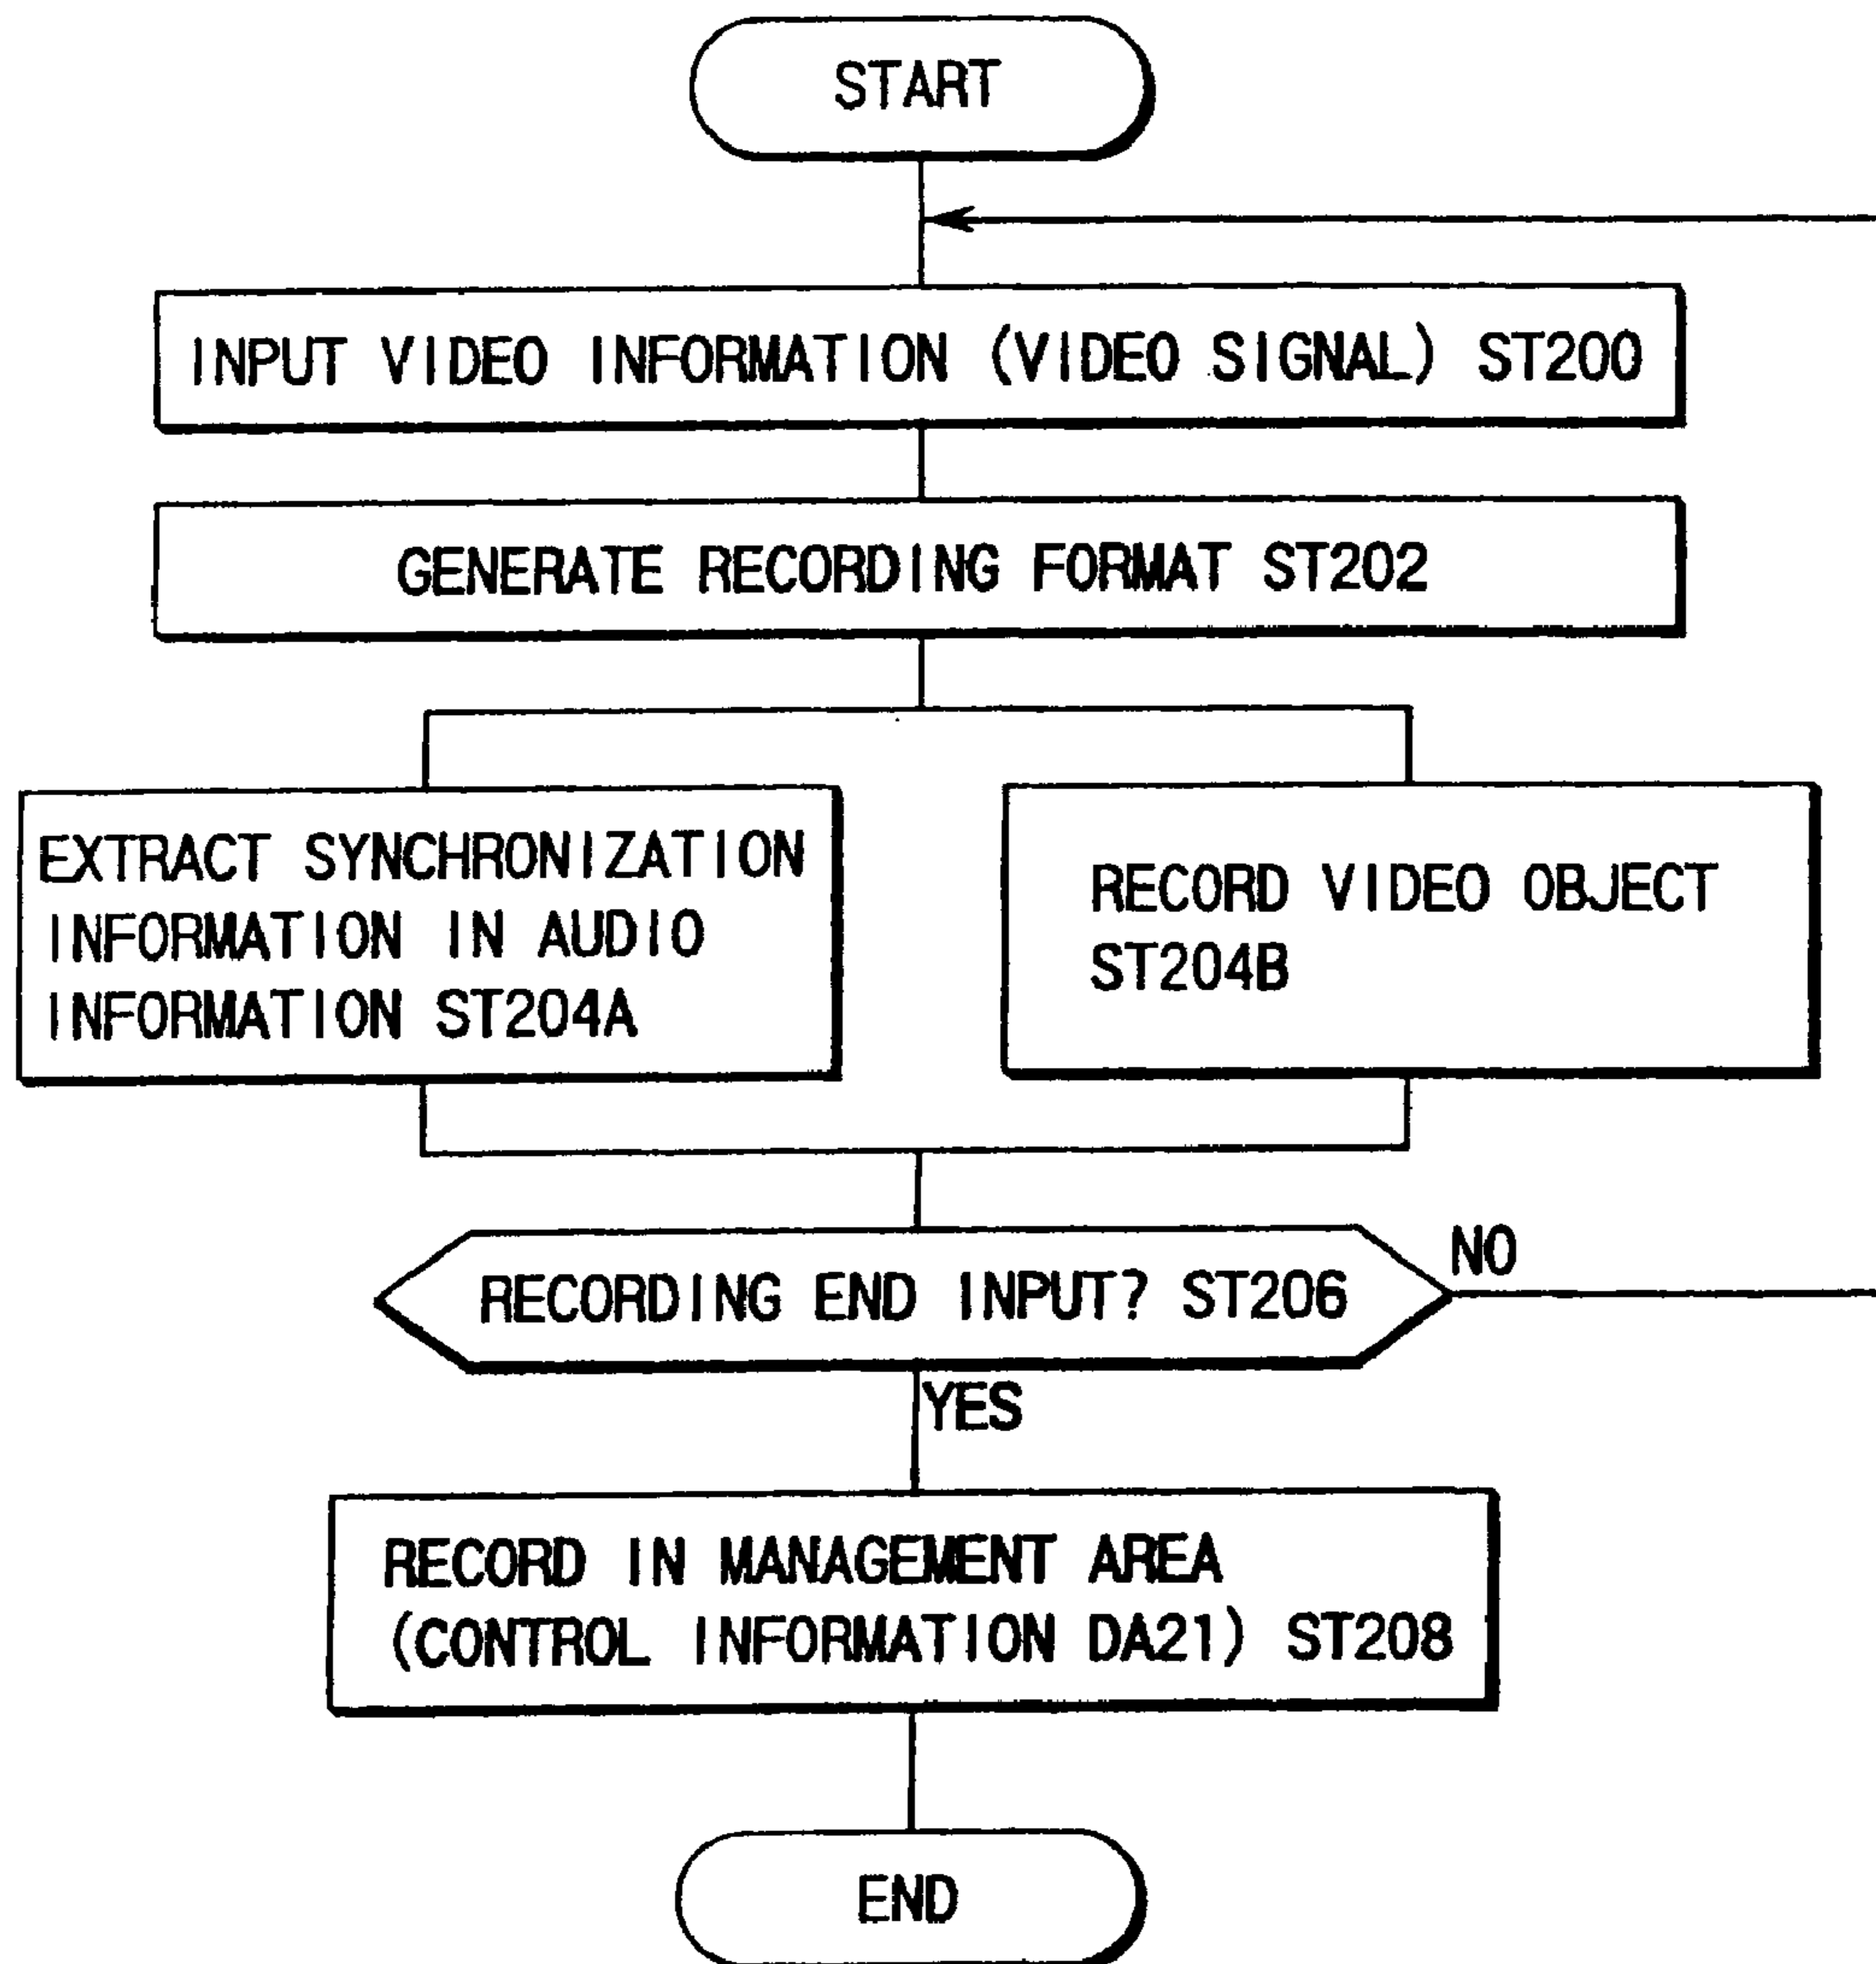 START
INPUT VIDEO INFORMATION (VIDEO SIGNAL) ST200
GENERATE RECORDING FORMAT ST202
EXTRACT SYNCHRONIZATION
INFORMATION IN AUDIO
INFORMATION ST204A
RECORD VIDEO OBJECT
ST204B
RECORDING END INPUT? ST206
NO
YES
RECORD IN MANAGEMENT AREA
(CONTROL INFORMATION DA21) ST208
END